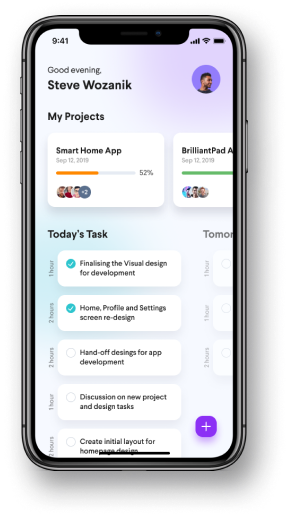 9:41
Good evening,
Steve Wozanik
My Projects
Smart Home App
Sep 12, 2019
52%
+2
BrilliantPad A
Sep 12, 2019
Today's Task
Tomor
1 hour
Finalising the Visual design
for development
1 hour
2 hours
Home, Profile and Settings
screen re-design
1 hour
2 hours
Hand-off desings for app
development
2 hours
1 hour
Discussion on new project
and design tasks
2 hours
Create initial layout for
homepage design